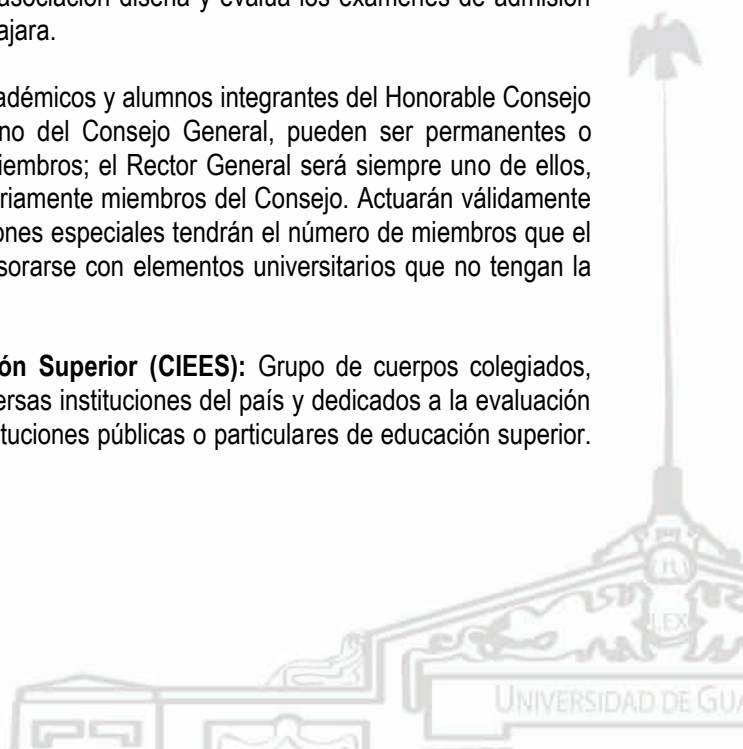 asociación diseña y evalúa los exámenes de admisión
ajara.
adémicos y alumnos integrantes del Honorable Consejo
no del Consejo General, pueden ser permanentes o
iembros; el Rector General será siempre uno de ellos,
riamente miembros del Consejo. Actuarán válidamente
ones especiales tendrán el número de miembros que el
sorarse con elementos universitarios que no tengan la
ón Superior (CIEES): Grupo de cuerpos colegiados,
ersas instituciones del país y dedicados a la evaluación
tuciones públicas o particulares de educación superior.
LEX
UNIVERSIDAD DE GUA